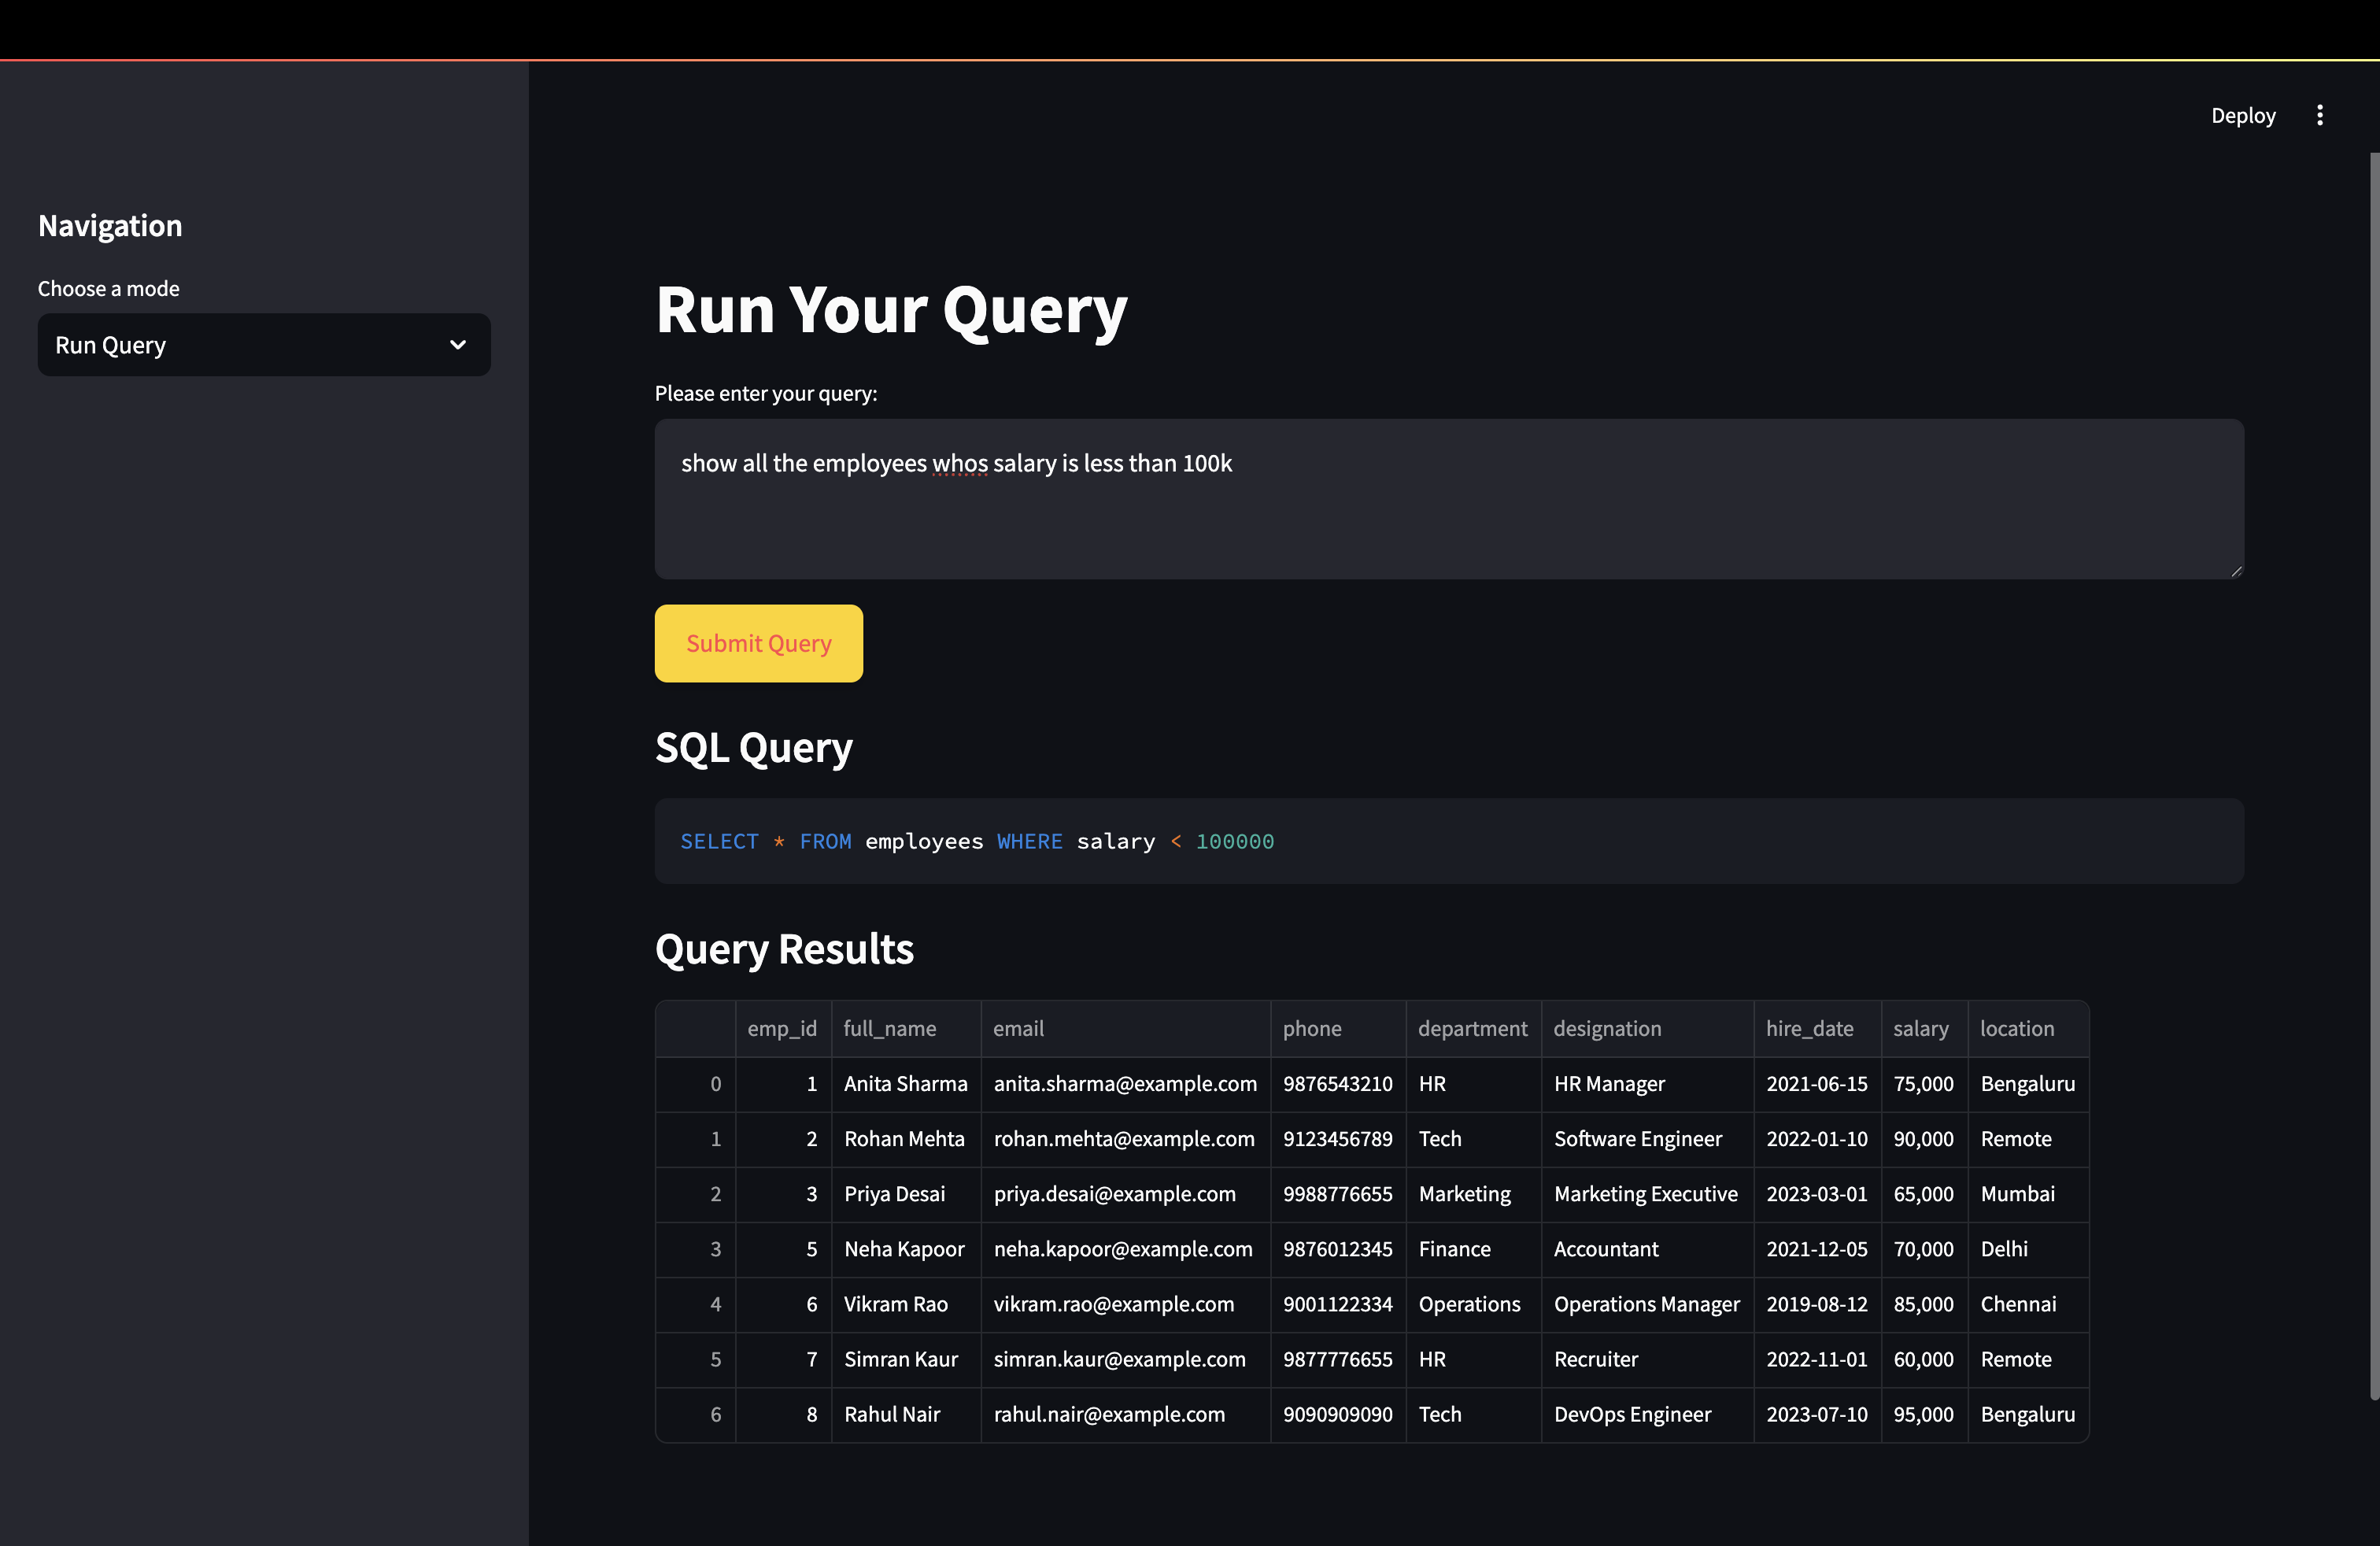 Deploy
Navigation
Choose a mode
Run Query
Run Your Query
Please enter your query:
show all the employees whos salary is less than 100k
Submit Query
SQL Query
SELECT * FROM employees WHERE salary < 100000
Query Results
emp_id full_name email phone department designation hire_date salary location
0 1 Anita Sharma anita.sharma@example.com 9876543210 HR HR Manager 2021-06-15 75,000 Bengaluru
1 2 Rohan Mehta rohan.mehta@example.com 9123456789 Tech Software Engineer 2022-01-10 90,000 Remote
2 3 Priya Desai priya.desai@example.com 9988776655 Marketing Marketing Executive 2023-03-01 65,000 Mumbai
3 5 Neha Kapoor neha.kapoor@example.com 9876012345 Finance Accountant 2021-12-05 70,000 Delhi
4 6 Vikram Rao vikram.rao@example.com 9001122334 Operations Operations Manager 2019-08-12 85,000 Chennai
5 7 Simran Kaur simran.kaur@example.com 9877776655 HR Recruiter 2022-11-01 60,000 Remote
6 8 Rahul Nair rahul.nair@example.com 9090909090 Tech DevOps Engineer 2023-07-10 95,000 Bengaluru